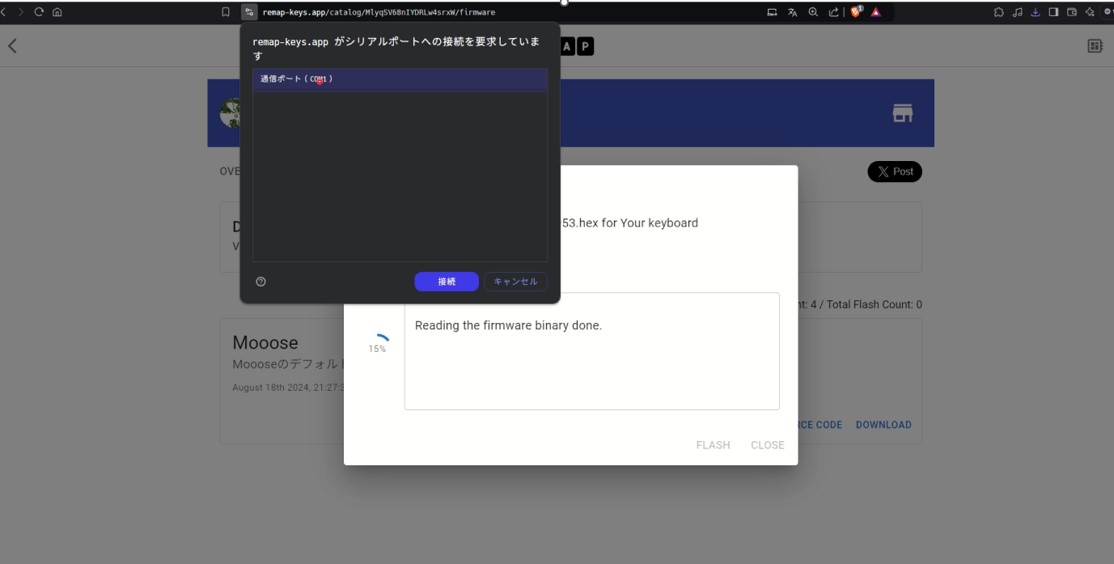 remap-keys.app/catalog/MlyqSV68nIYDRLw4srxW/firmware
remap-keys.app がシリアルポートへの接続を要求していま
す
通信ポート (COM1)
接続
キャンセル
A P
OVE
Post
D
V
53.hex for Your keyboard
nt: 4 / Total Flash Count: 0
Reading the firmware binary done.
15%
Mooose
Moooseのデフォル
August 18th 2024, 21:27:3
RCE CODE DOWNLOAD
FLASH CLOSE